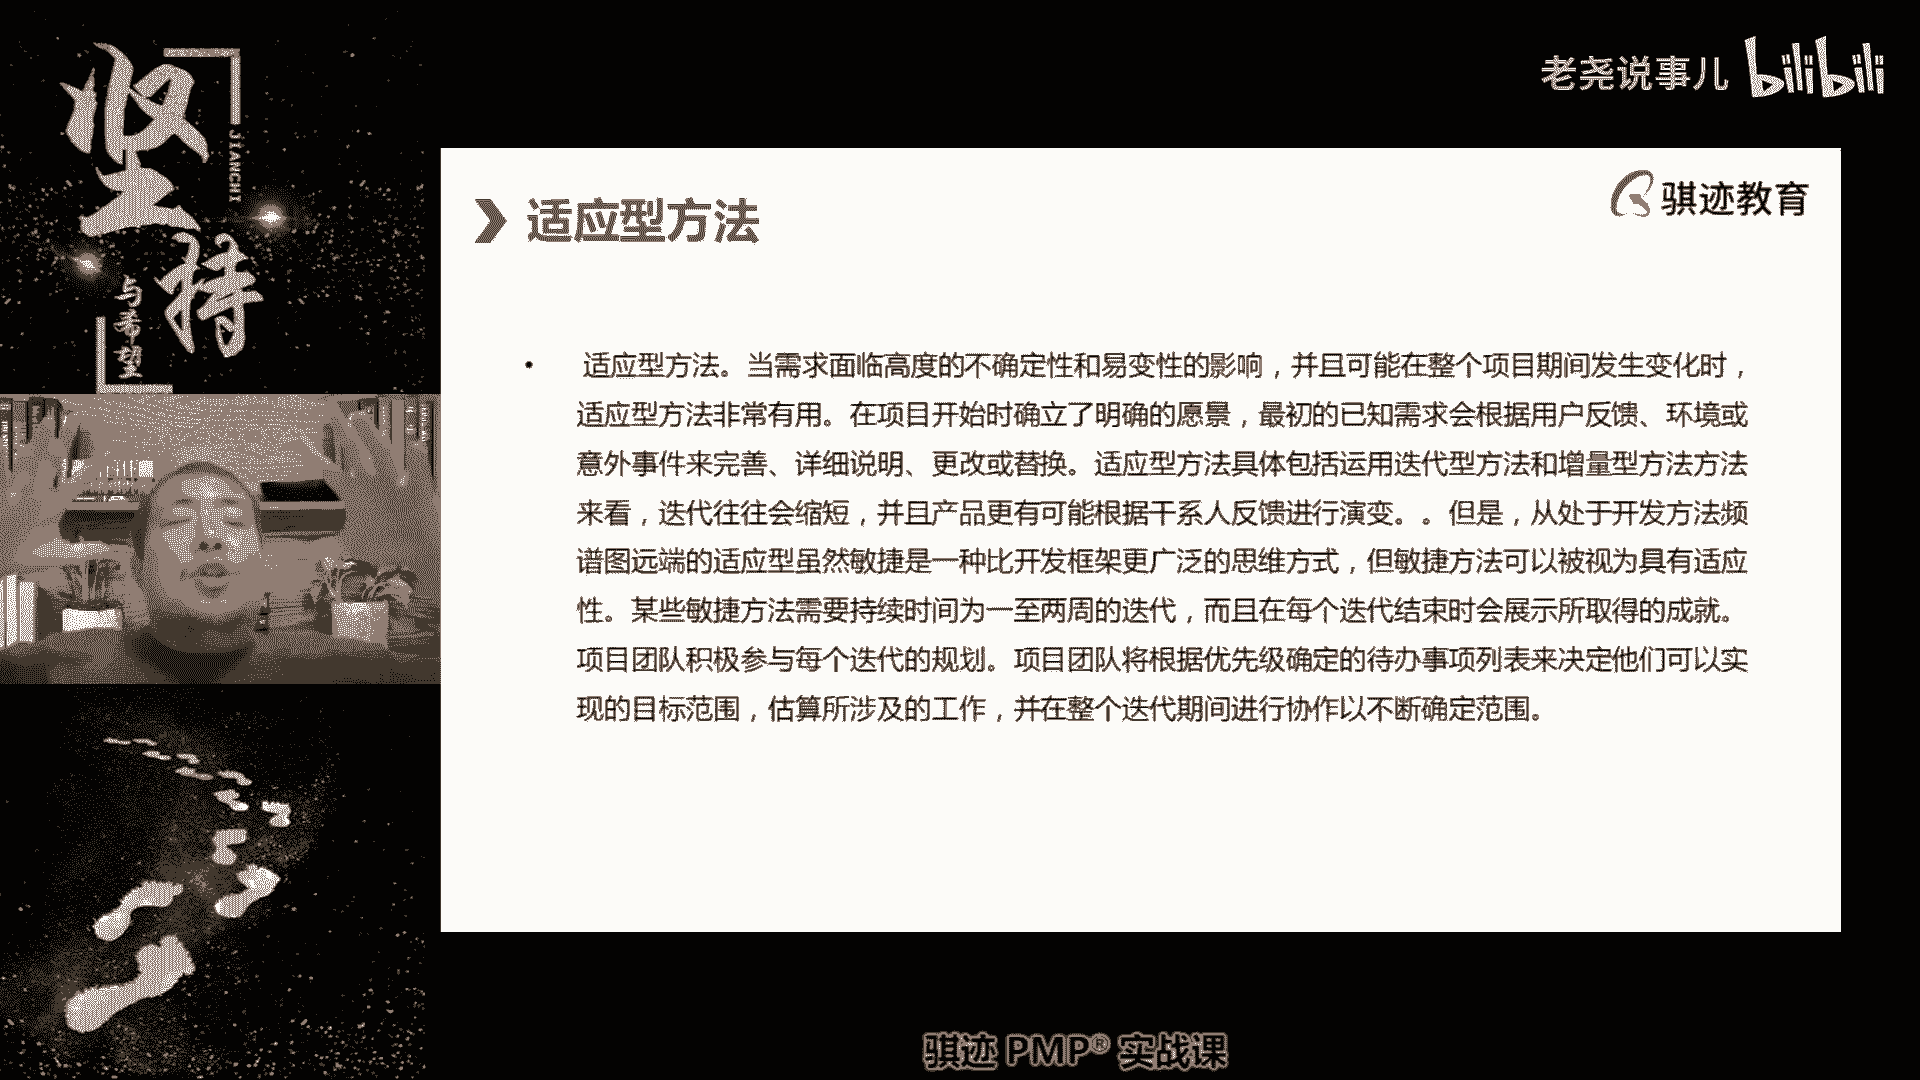 坚持
JIANCHI
与希望
老尧说事儿 bilibili
骐迹教育
适应型方法
• 适应型方法。当需求面临高度的不确定性和易变性的影响，并且可能在整个项目期间发生变化时，
适应型方法非常有用。在项目开始时确立了明确的愿景，最初的已知需求会根据用户反馈、环境或
意外事件来完善、详细说明、更改或替换。适应型方法具体包括运用迭代型方法和增量型方法方法
来看，迭代往往会缩短，并且产品更有可能根据干系人反馈进行演变。。但是，从处于开发方法频
谱图远端的适应型虽然敏捷是一种比开发框架更广泛的思维方式，但敏捷方法可以被视为具有适应
性。某些敏捷方法需要持续时间为一至两周的迭代，而且在每个迭代结束时会展示所取得的成就。
项目团队积极参与每个迭代的规划。项目团队将根据优先级确定的待办事项列表来决定他们可以实
现的目标范围，估算所涉及的工作，并在整个迭代期间进行协作以不断确定范围。
骐迹 PMP® 实战课